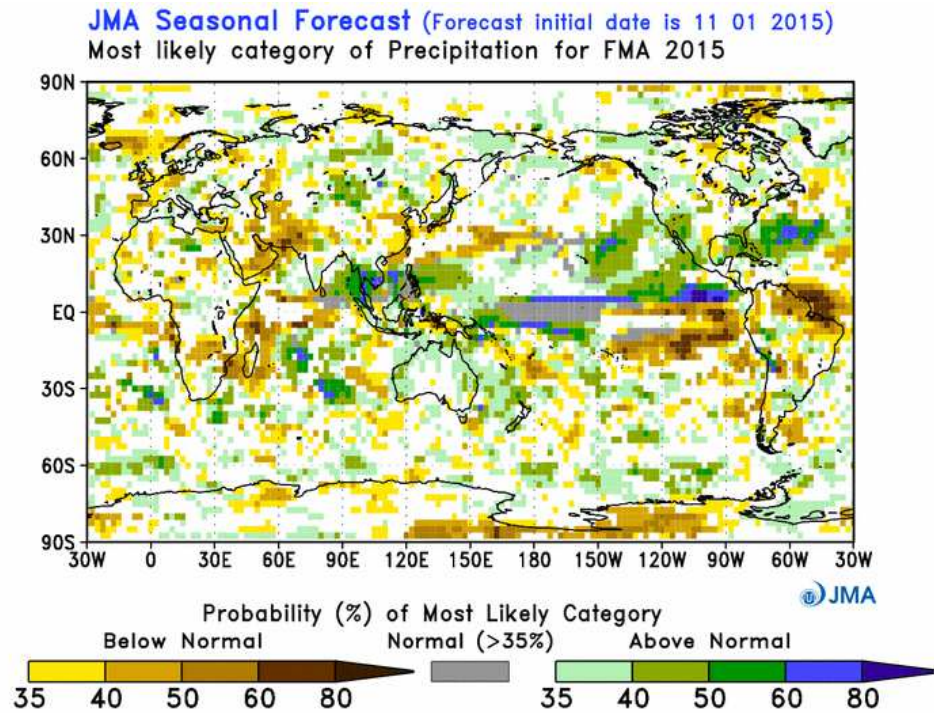 JMA Seasonal Forecast (Forecast initial date is 11 01 2015)
Most likely category of Precipitation for FMA 2015
90N
60N
30N
EQ
30S
60S
90S
30W 0 30E 60E 90E 120E 150E 180 150W 120W 90W 60W 30W
JMA
Probability (%) of Most Likely Category
Below Normal Normal (>35%) Above Normal
35 40 50 60 80 35 40 50 60 80